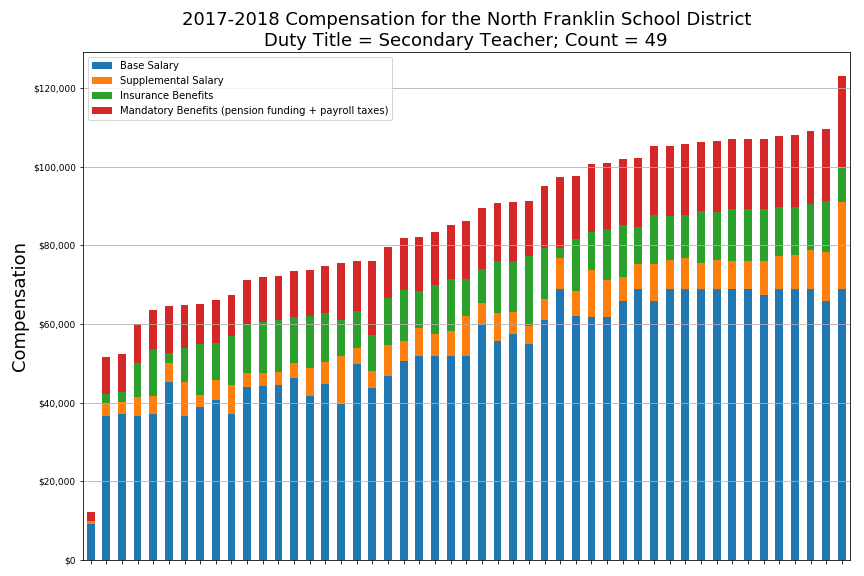 2017-2018 Compensation for the North Franklin School District
Duty Title = Secondary Teacher; Count = 49
Base Salary
Supplemental Salary
Insurance Benefits
Mandatory Benefits (pension funding + payroll taxes)
$120,000
$100,000
$80,000
$60,000
$40,000
$20,000
$0
Compensation